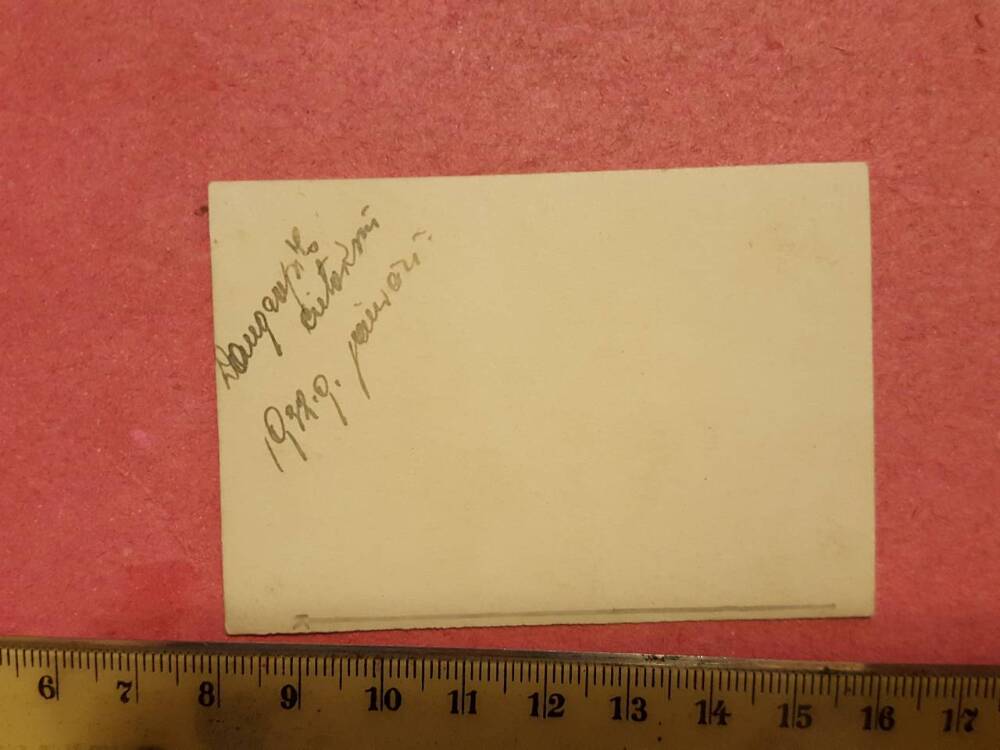 Daugavpils
cietoksnī
1932.g. janvārī.
6 7 8 9 10 11 12 13 14 15 16 17